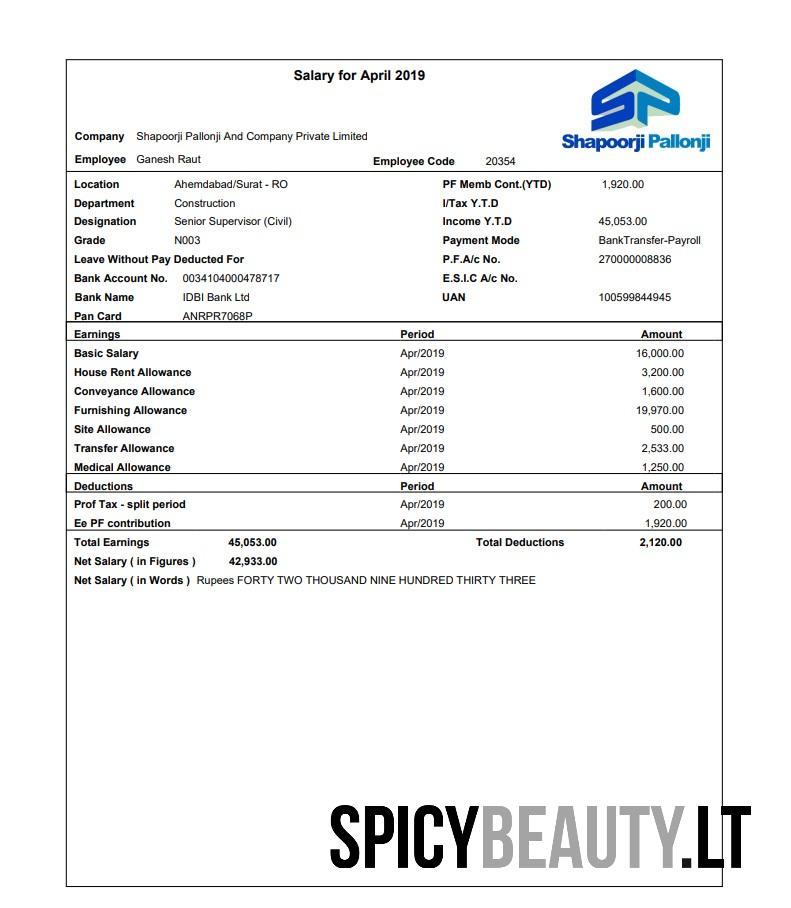 Salary for April 2019
SP
Shapoorji Pallonji
Company Shapoorji Pallonji And Company Private Limited
Employee Ganesh Raut Employee Code 20354
Location Ahemdabad/Surat - RO PF Memb Cont.(YTD) 1,920.00
Department Construction I/Tax Y.T.D
Designation Senior Supervisor (Civil) Income Y.T.D 45,053.00
Grade N003 Payment Mode BankTransfer-Payroll
Leave Without Pay Deducted For P.F.A/c No. 270000008836
Bank Account No. 0034104000478717 E.S.I.C A/c No.
Bank Name IDBI Bank Ltd UAN 100599844945
Pan Card ANRPR7068P
Earnings Period Amount
Basic Salary Apr/2019 16,000.00
House Rent Allowance Apr/2019 3,200.00
Conveyance Allowance Apr/2019 1,600.00
Furnishing Allowance Apr/2019 19,970.00
Site Allowance Apr/2019 500.00
Transfer Allowance Apr/2019 2,533.00
Medical Allowance Apr/2019 1,250.00
Deductions Period Amount
Prof Tax - split period Apr/2019 200.00
Ee PF contribution Apr/2019 1,920.00
Total Earnings 45,053.00 Total Deductions 2,120.00
Net Salary ( in Figures ) 42,933.00
Net Salary ( in Words ) Rupees FORTY TWO THOUSAND NINE HUNDRED THIRTY THREE
SPICYBEAUTY.LT